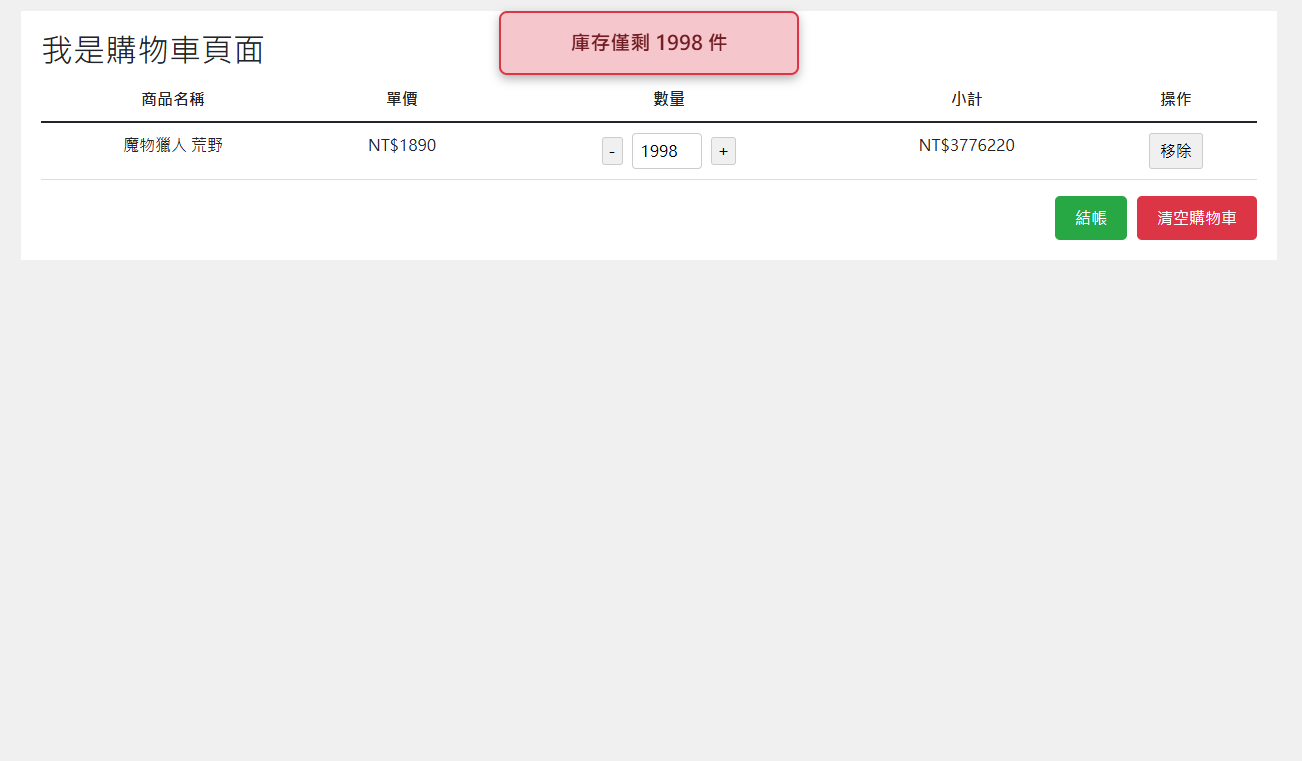 庫存僅剩 1998 件
我是購物車頁面
商品名稱 單價 數量 小計 操作
魔物獵人 荒野 NT$1890 - 1998 + NT$3776220 移除
結帳 清空購物車